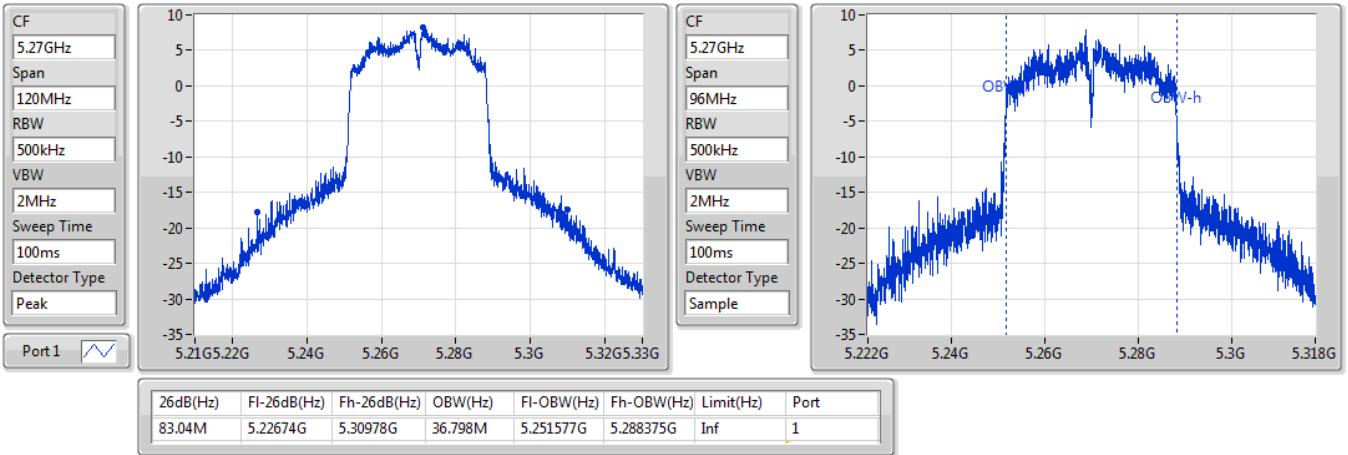 CF
5.27GHz
Span
120MHz
RBW
500kHz
VBW
2MHz
Sweep Time
100ms
Detector Type
Peak
Port 1
10
5
0
-5
-10
-15
-20
-25
-30
-35
5.21G 5.22G 5.24G 5.26G 5.28G 5.3G 5.32G 5.33G
CF
5.27GHz
Span
96MHz
RBW
500kHz
VBW
2MHz
Sweep Time
100ms
Detector Type
Sample
10
5
0
-5
-10
-15
-20
-25
-30
-35
OBW-h
5.222G 5.24G 5.26G 5.28G 5.3G 5.318G
26dB(Hz) Fl-26dB(Hz) Fh-26dB(Hz) OBW(Hz) Fl-OBW(Hz) Fh-OBW(Hz) Limit(Hz) Port
83.04M 5.22674G 5.30978G 36.798M 5.251577G 5.288375G Inf 1